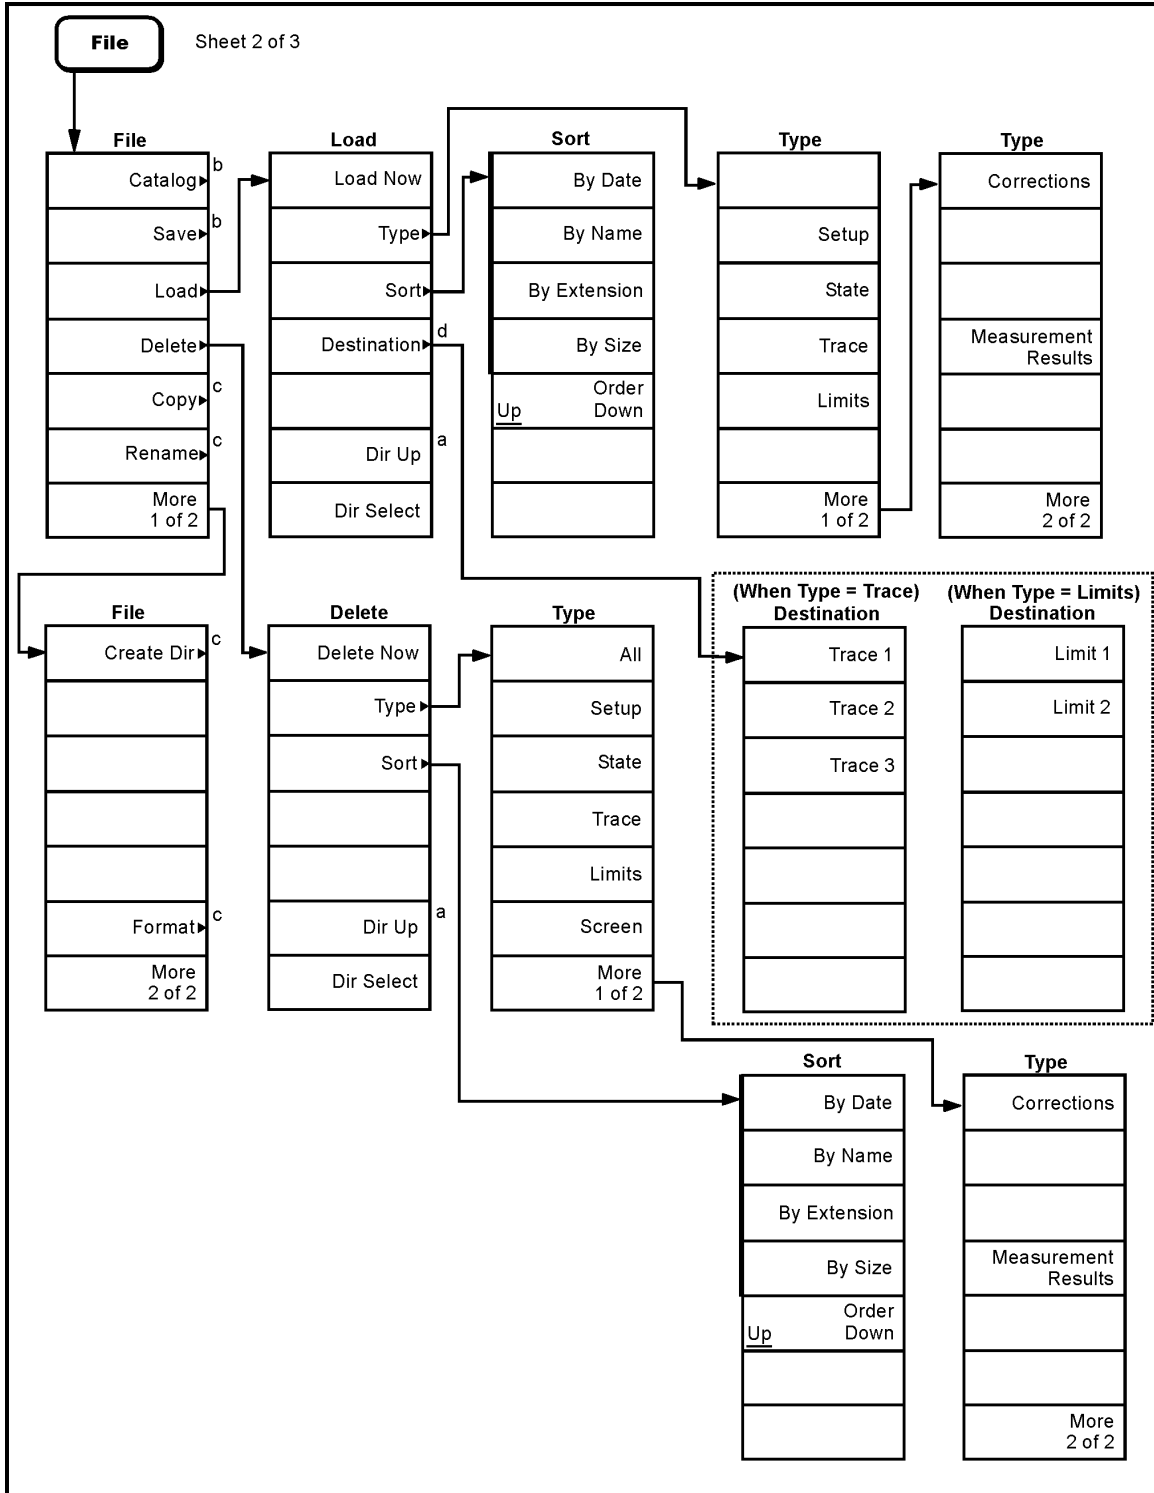 File
Sheet 2 of 3
File
Catalog b
Save b
Load
Delete
Copy c
Rename c
More
1 of 2
Load
Load Now
Type
Sort
Destination d
Dir Up a
Dir Select
Sort
By Date
By Name
By Extension
By Size
Order
Up Down
Type
Setup
State
Trace
Limits
More
1 of 2
Type
Corrections
Measurement
Results
More
2 of 2
File
Create Dir c
Format c
More
2 of 2
Delete
Delete Now
Type
Sort
Dir Up a
Dir Select
Type
All
Setup
State
Trace
Limits
Screen
More
1 of 2
(When Type = Trace)
Destination
Trace 1
Trace 2
Trace 3
(When Type = Limits)
Destination
Limit 1
Limit 2
Sort
By Date
By Name
By Extension
By Size
Order
Up Down
Type
Corrections
Measurement
Results
More
2 of 2